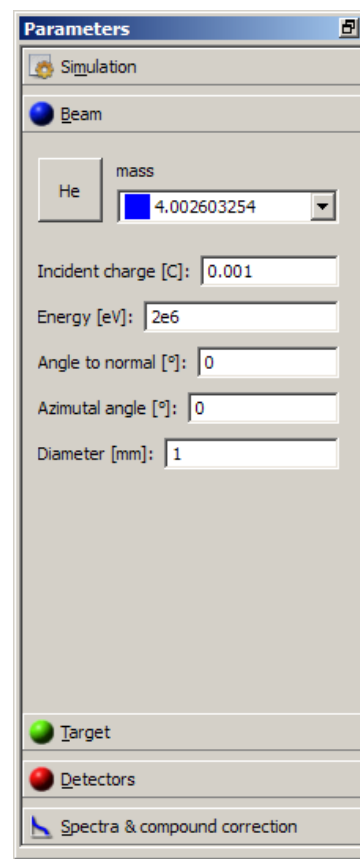 Parameters
Simulation
Beam
He
mass
4.002603254
Incident charge [C]: 0.001
Energy [eV]: 2e6
Angle to normal [°]: 0
Azimutal angle [°]: 0
Diameter [mm]: 1
Target
Detectors
Spectra & compound correction